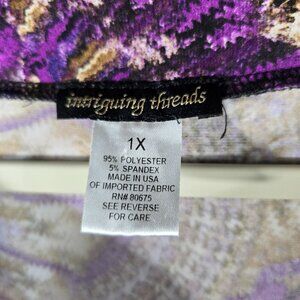 intriguing threads
1X
95% POLYESTER
5% SPANDEX
MADE IN USA
OF IMPORTED FABRIC
RN# 80675
SEE REVERSE
FOR CARE